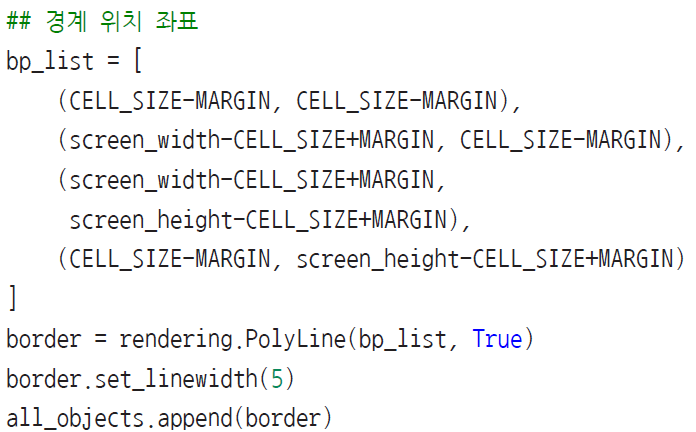 ## 경계 위치 좌표
bp_list = [
    (CELL_SIZE-MARGIN, CELL_SIZE-MARGIN),
    (screen_width-CELL_SIZE+MARGIN, CELL_SIZE-MARGIN),
    (screen_width-CELL_SIZE+MARGIN,
     screen_height-CELL_SIZE+MARGIN),
    (CELL_SIZE-MARGIN, screen_height-CELL_SIZE+MARGIN)
]
border = rendering.PolyLine(bp_list, True)
border.set_linewidth(5)
all_objects.append(border)